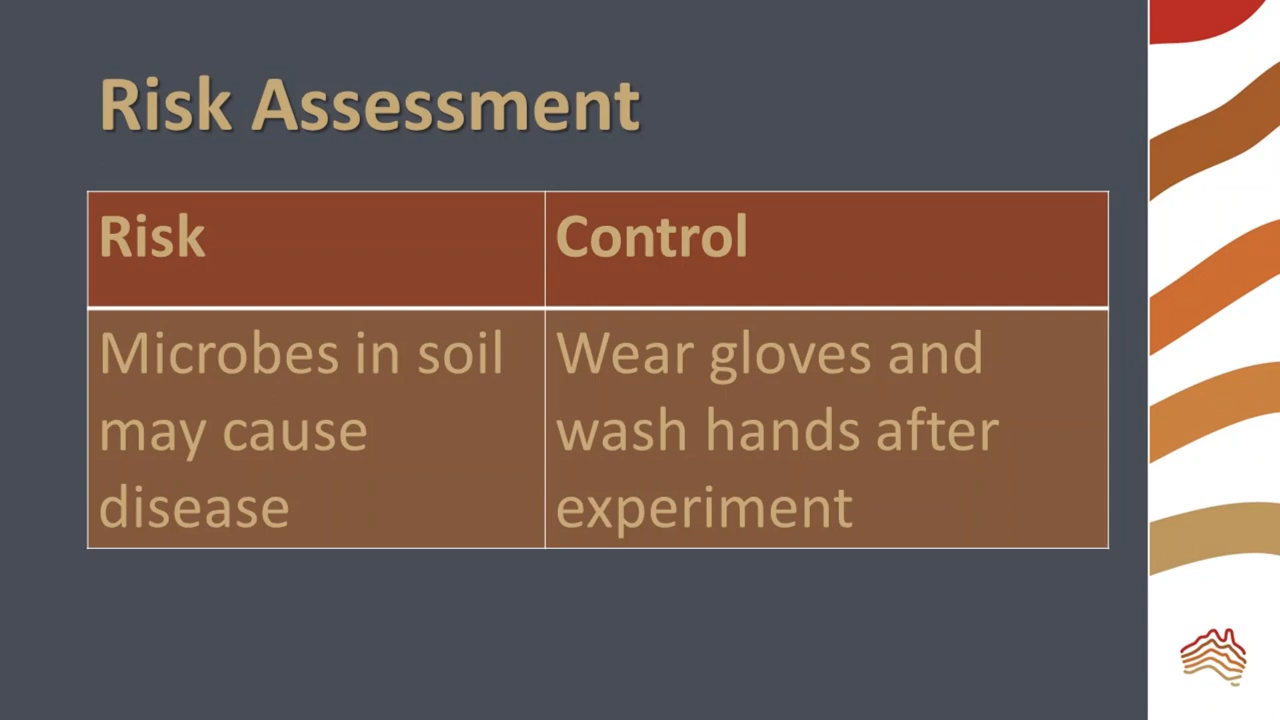 Risk Assessment
Risk
Control
Microbes in soil
may cause
disease
Wear gloves and
wash hands after
experiment